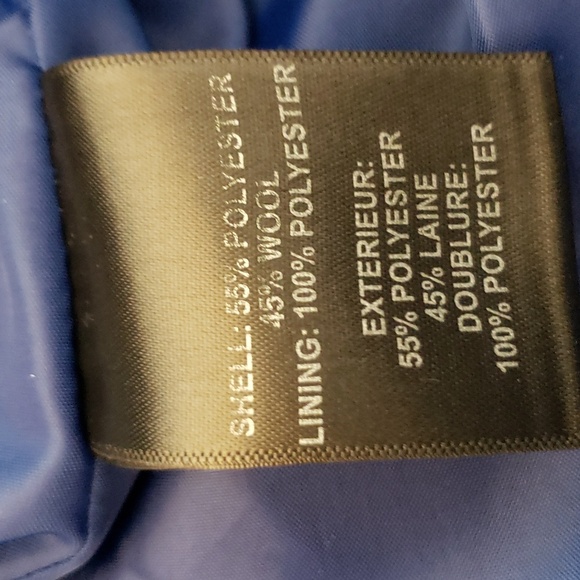 SHELL: 55% POLYESTER
45% WOOL
LINING: 100% POLYESTER
EXTERIEUR:
55% POLYESTER
45% LAINE
DOUBLURE:
100% POLYESTER